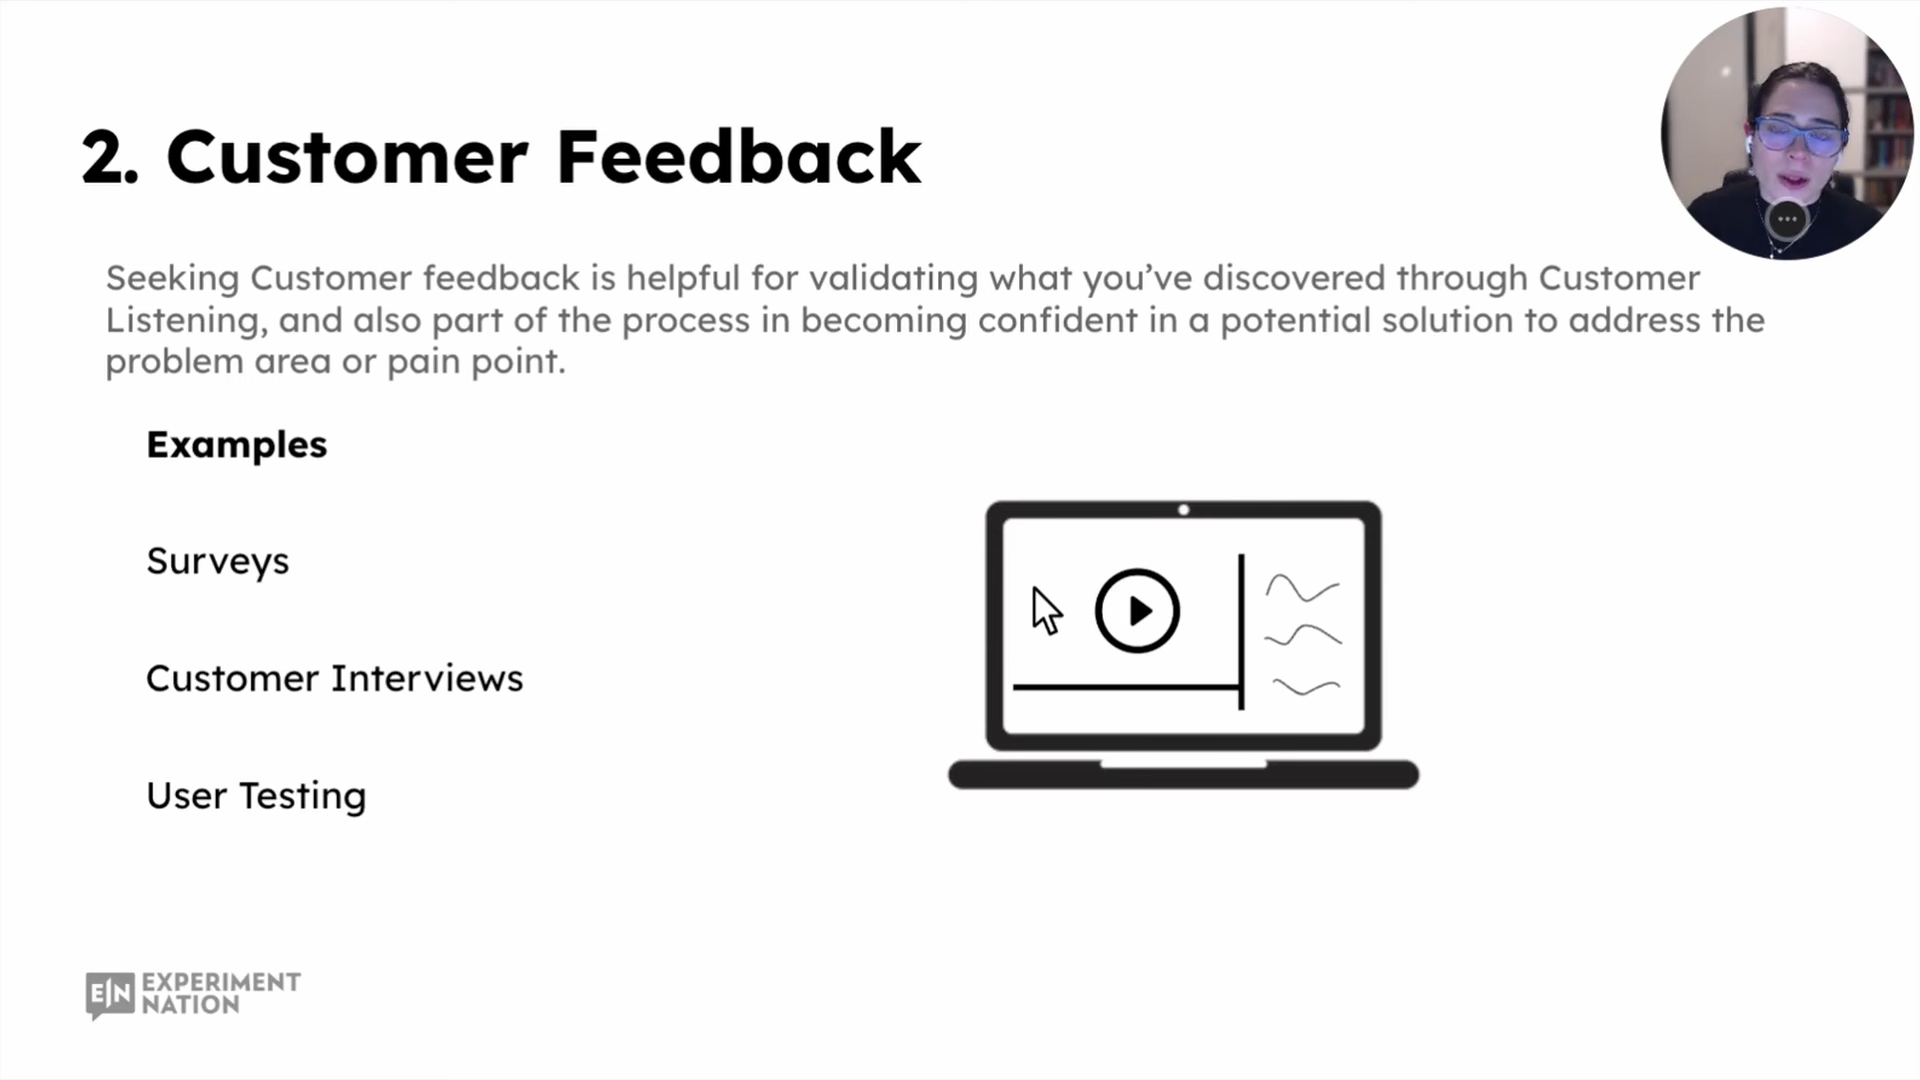 2. Customer Feedback
Seeking Customer feedback is helpful for validating what you’ve discovered through Customer
Listening, and also part of the process in becoming confident in a potential solution to address the
problem area or pain point.
Examples
Surveys
Customer Interviews
User Testing
E|N EXPERIMENT
NATION